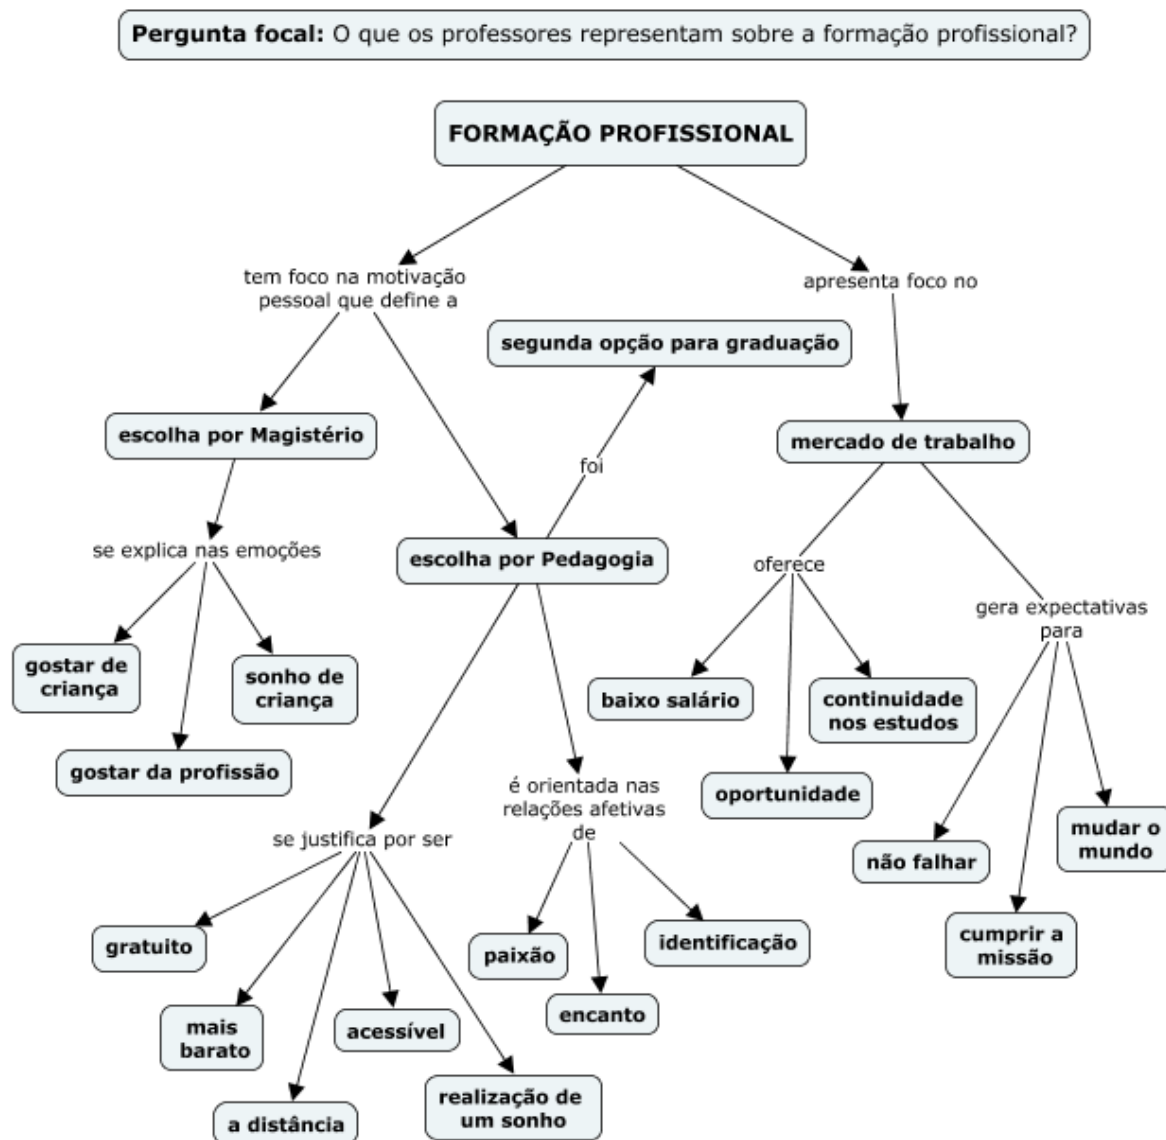 Pergunta focal: O que os professores representam sobre a formação profissional?
FORMAÇÃO PROFISSIONAL
tem foco na motivação
pessoal que define a
apresenta foco no
segunda opção para graduação
escolha por Magistério
mercado de trabalho
foi
se explica nas emoções
escolha por Pedagogia
oferece
gera expectativas
para
gostar de
criança
sonho de
criança
gostar da profissão
baixo salário
continuidade
nos estudos
oportunidade
não falhar
mudar o
mundo
cumprir a
missão
se justifica por ser
é orientada nas
relações afetivas
de
gratuito
mais
barato
a distância
acessível
realização de
um sonho
paixão
encanto
identificação